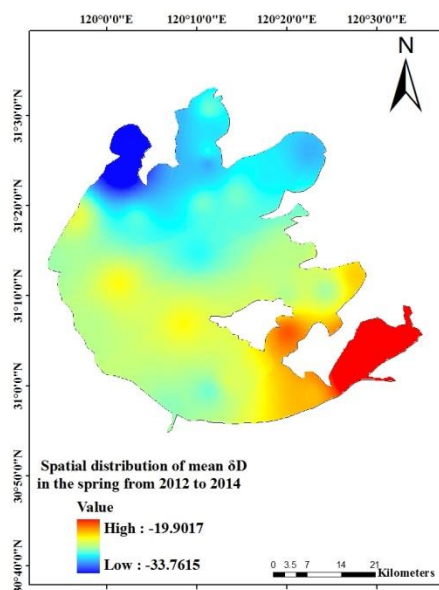 120°0'0"E 120°10'0"E 120°20'0"E 120°30'0"E
N
31°30'0"N
31°20'0"N
31°10'0"N
31°0'0"N
30°50'0"N
30°40'0"N
Spatial distribution of mean δD
in the spring from 2012 to 2014
Value
High : -19.9017
Low : -33.7615
0 3.5 7 14 21
Kilometers